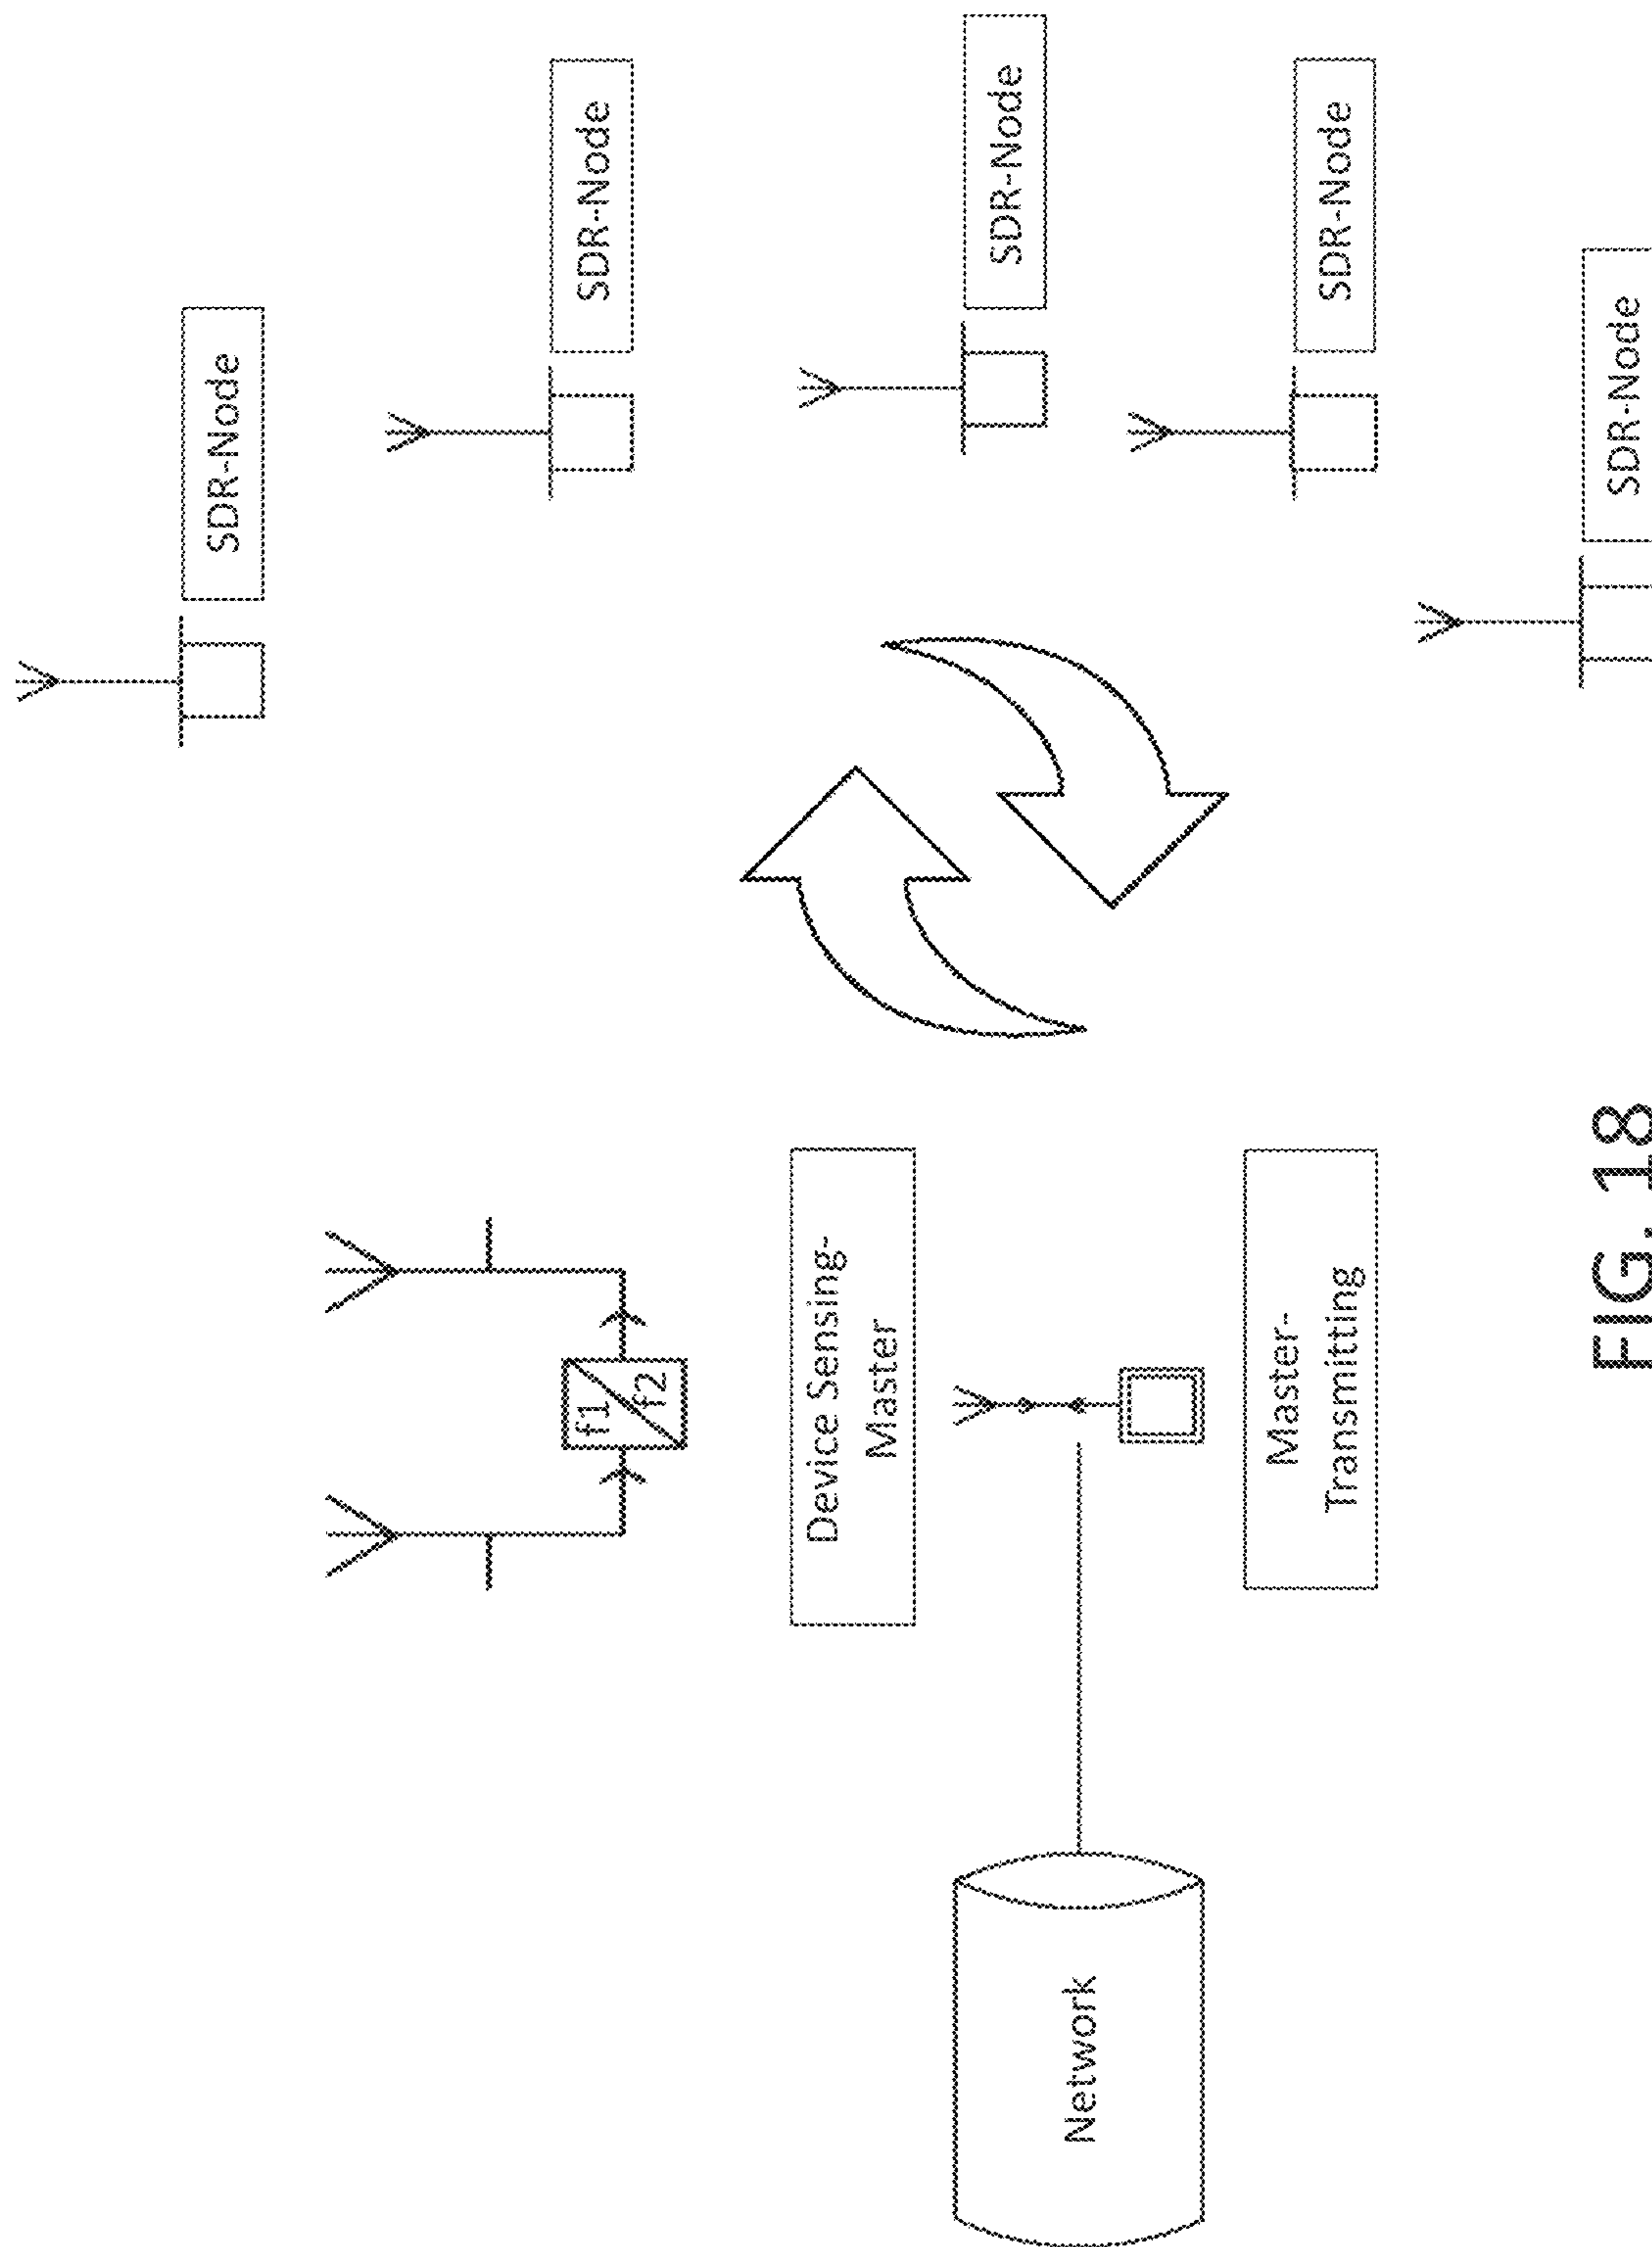 SDR-Node
SDR-Node
SDR-Node
SDR-Node
SDR-Node
f1
f2
Device Sensing-
Master
Master-
Transmiting
Network
FIG. 18